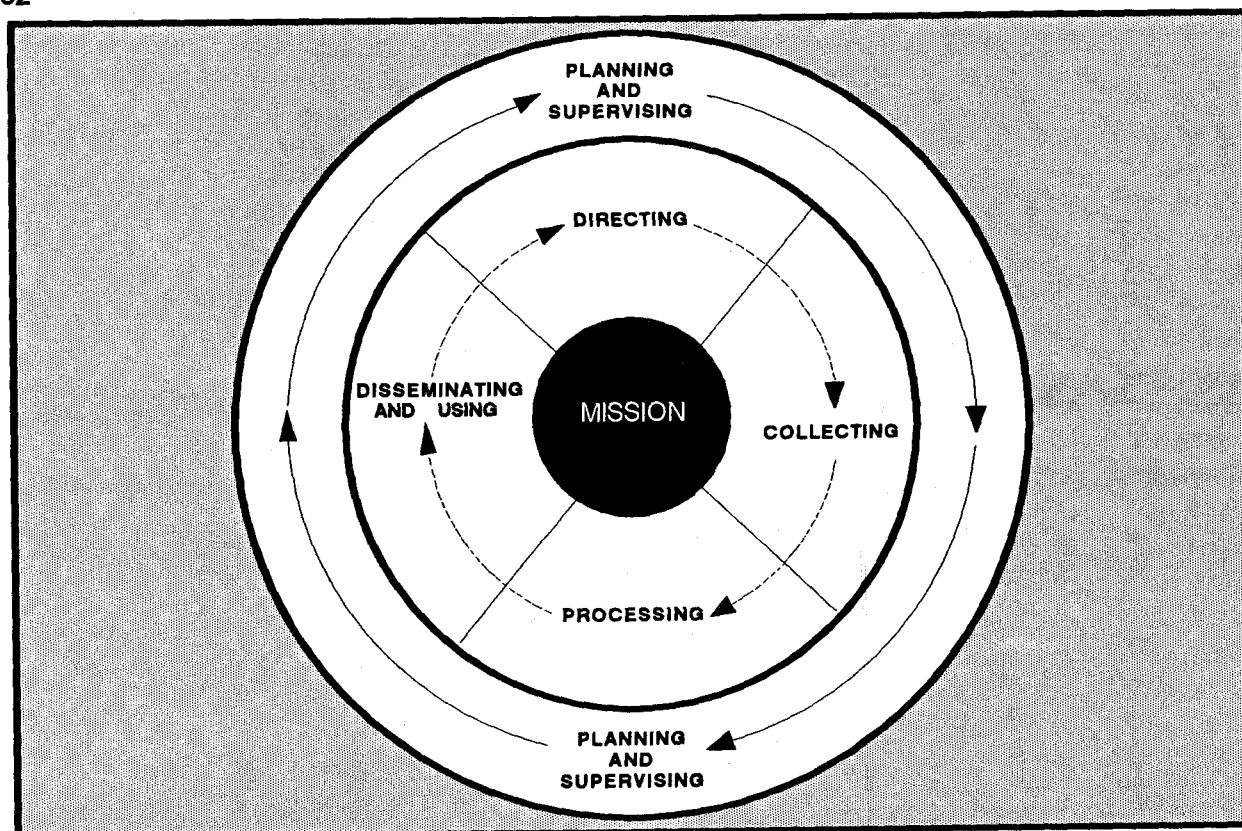 PLANNING
AND
SUPERVISING
DIRECTING
DISSEMINATING
AND USING
MISSION
COLLECTING
PROCESSING
PLANNING
AND
SUPERVISING